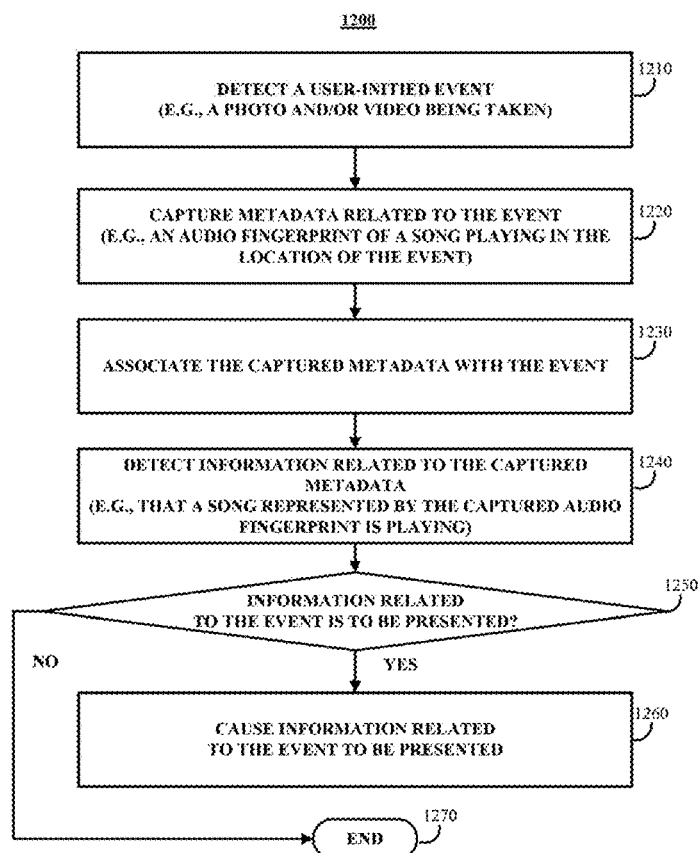 1200
1210
DETECT A USER-INITIED EVENT
(E.G., A PHOTO AND/OR VIDEO BEING TAKEN)
1220
CAPTURE METADATA RELATED TO THE EVENT
(E.G., AN AUDIO FINGERPRINT OF A SONG PLAYING IN THE
LOCATION OF THE EVENT)
1230
ASSOCIATE THE CAPTURED METADATA WITH THE EVENT
1240
DETECT INFORMATION RELATED TO THE CAPTURED
METADATA
(E.G., THAT A SONG REPRESENTED BY THE CAPTURED AUDIO
FINGERPRINT IS PLAYING)
1250
INFORMATION RELATED
TO THE EVENT IS TO BE PRESENTED?
NO
YES
1260
CAUSE INFORMATION RELATED
TO THE EVENT TO BE PRESENTED
1270
END